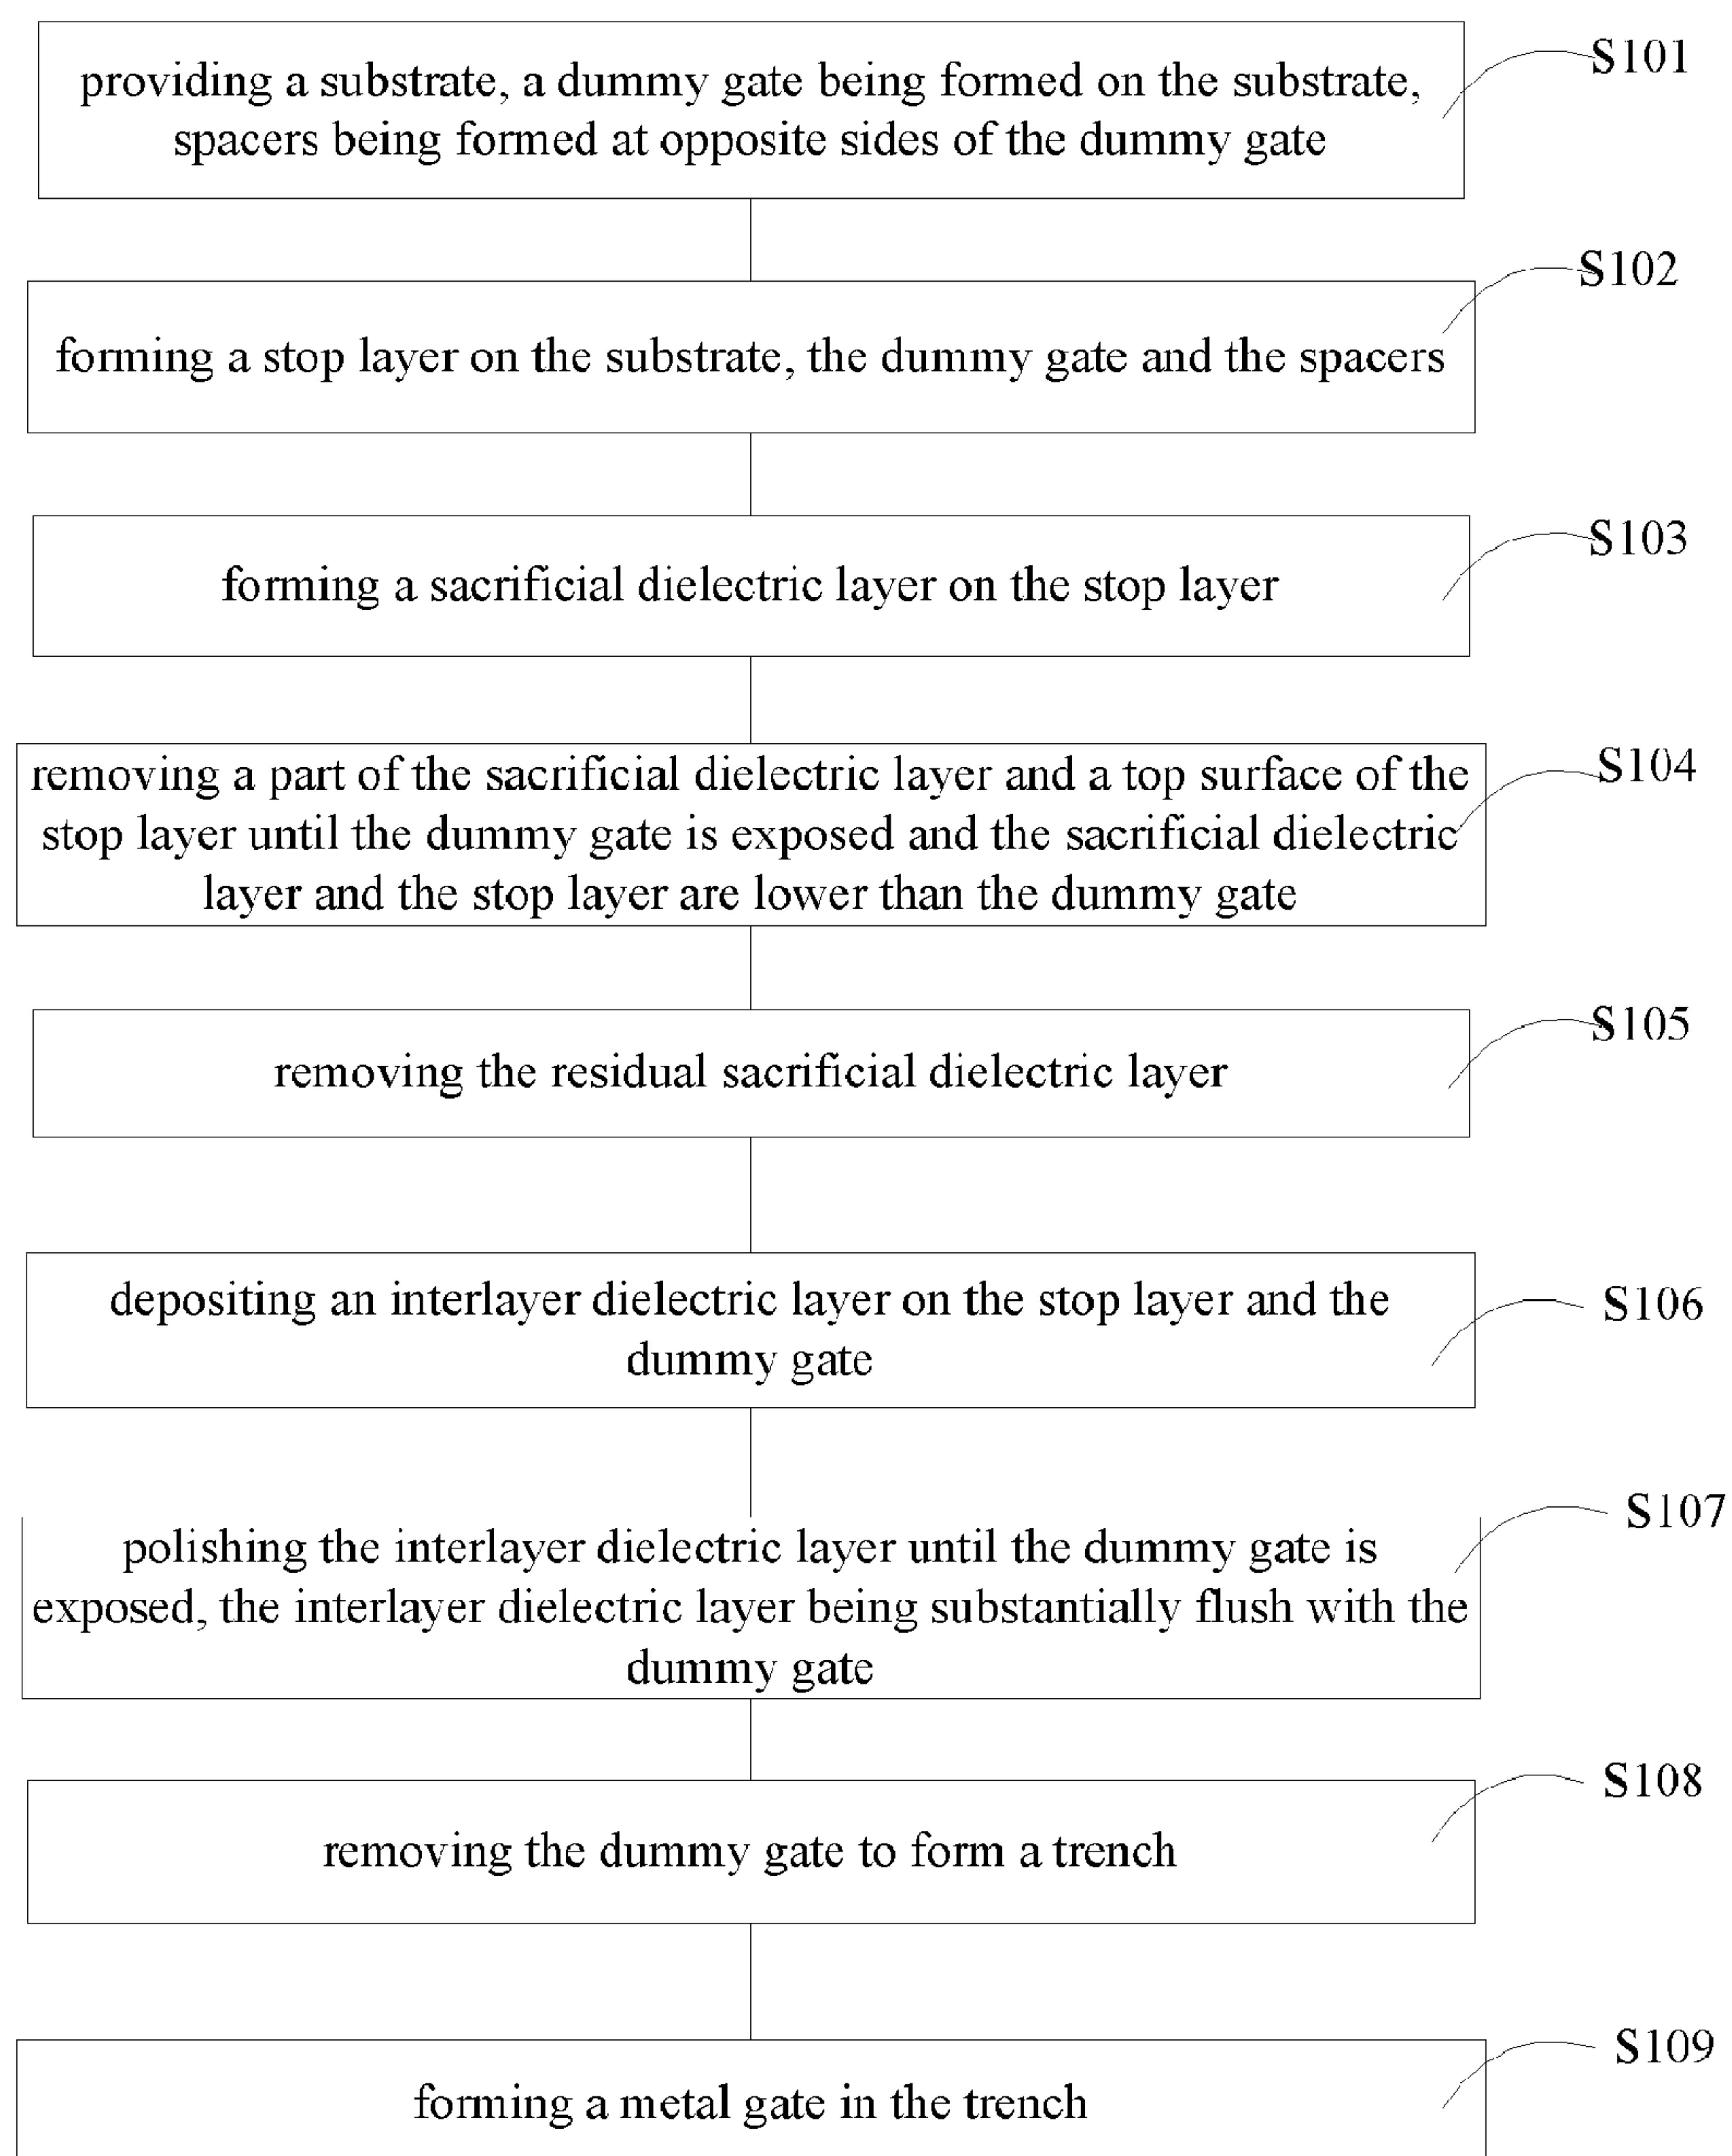 S101
providing a substrate, a dummy gate being formed on the substrate,
spacers being formed at opposite sides of the dummy gate
S102
forming a stop layer on the substrate, the dummy gate and the spacers
S103
forming a sacrificial dielectric layer on the stop layer
S104
removing a part of the sacrificial dielectric layer and a top surface of the
stop layer until the dummy gate is exposed and the sacrificial dielectric
layer and the stop layer are lower than the dummy gate
S105
removing the residual sacrificial dielectric layer
S106
depositing an interlayer dielectric layer on the stop layer and the
dummy gate
S107
polishing the interlayer dielectric layer until the dummy gate is
exposed, the interlayer dielectric layer being substantially flush with the
dummy gate
S108
removing the dummy gate to form a trench
S109
forming a metal gate in the trench